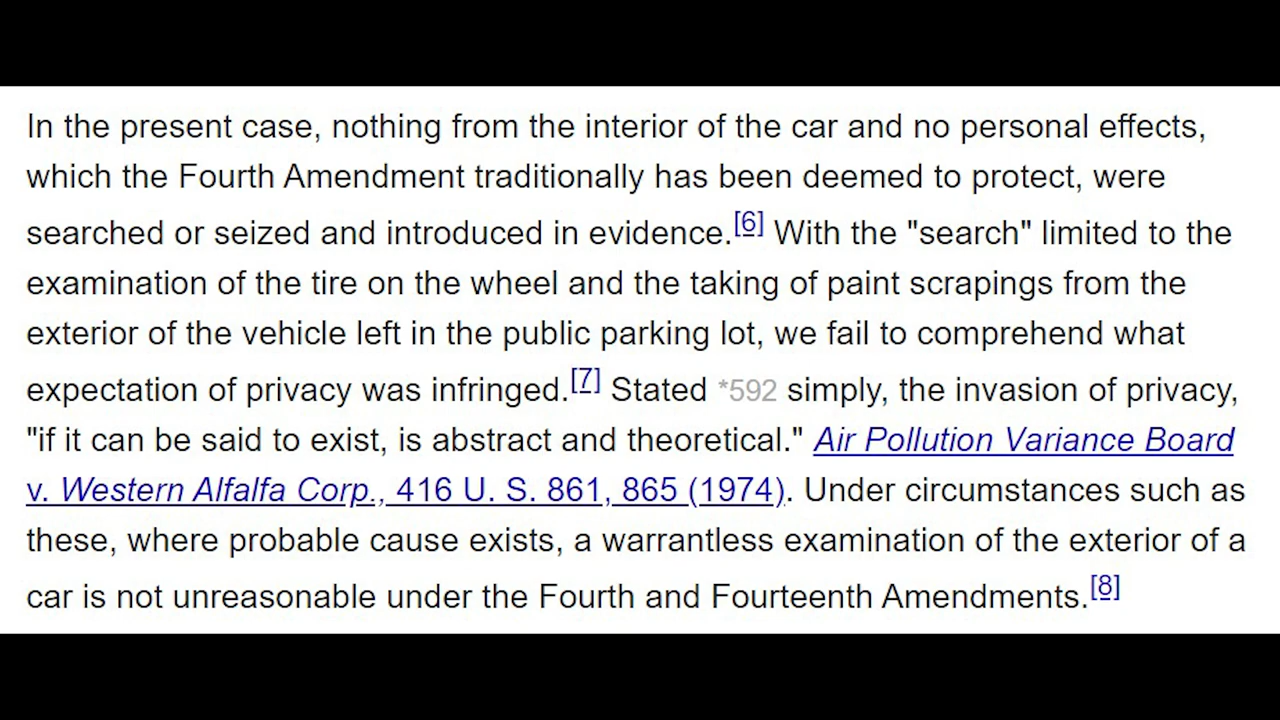 In the present case, nothing from the interior of the car and no personal effects,
which the Fourth Amendment traditionally has been deemed to protect, were
searched or seized and introduced in evidence.[6] With the "search" limited to the
examination of the tire on the wheel and the taking of paint scrapings from the
exterior of the vehicle left in the public parking lot, we fail to comprehend what
expectation of privacy was infringed.[7] Stated *592 simply, the invasion of privacy,
"if it can be said to exist, is abstract and theoretical." Air Pollution Variance Board
v. Western Alfalfa Corp., 416 U. S. 861, 865 (1974). Under circumstances such as
these, where probable cause exists, a warrantless examination of the exterior of a
car is not unreasonable under the Fourth and Fourteenth Amendments.[8]